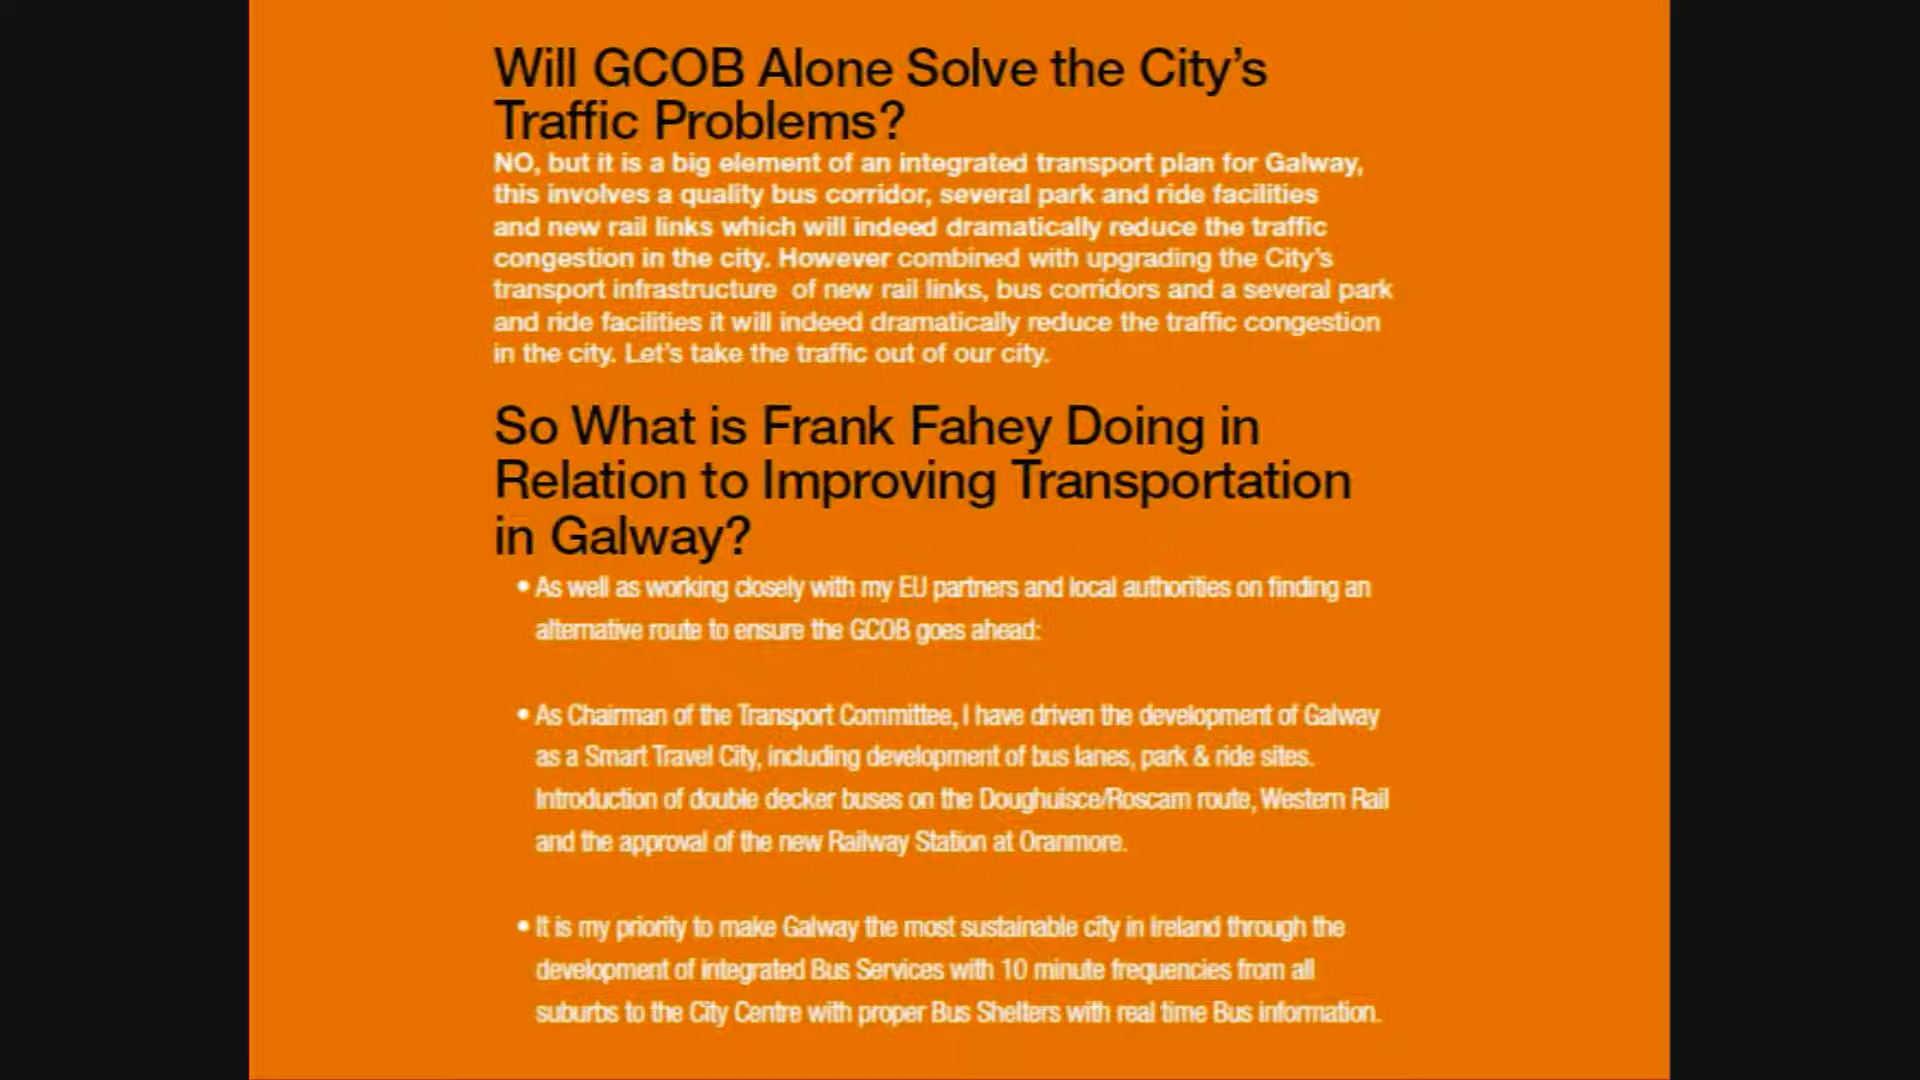 Will GCOB Alone Solve the City's
Traffic Problems?
NO, but it is a big element of an integrated transport plan for Galway,
this involves a quality bus corridor, several park and ride facilities
and new rail links which will indeed dramatically reduce the traffic
congestion in the city. However combined with upgrading the City's
transport infrastructure of new rail links, bus corridors and a several park
and ride facilities it will indeed dramatically reduce the traffic congestion
in the city. Let's take the traffic out of our city.
So What is Frank Fahey Doing in
Relation to Improving Transportation
in Galway?
• As well as working closely with my EU partners and local authorities on finding an
alternative route to ensure the GCOB goes ahead:
• As Chairman of the Transport Committee, I have driven the development of Galway
as a Smart Travel City, including development of bus lanes, park & ride sites.
Introduction of double decker buses on the Doughuisce/Roscam route, Western Rail
and the approval of the new Railway Station at Oranmore.
• It is my priority to make Galway the most sustainable city in Ireland through the
development of integrated Bus Services with 10 minute frequencies from all
suburbs to the City Centre with proper Bus Shelters with real time Bus information.